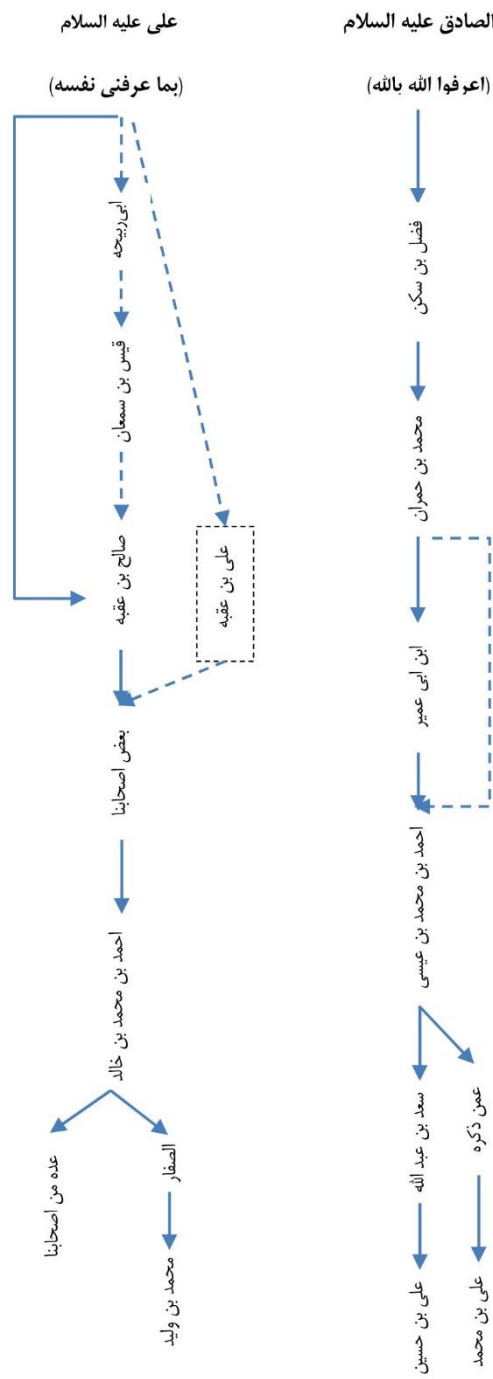 الصادق علیه السلام
(اعرفوا الله بالله)
فضل بن سکن
محمد بن حمران
ابن ابی عمیر
احمد بن محمد بن عیسی
سعد بن عبد الله
عمن ذکره
علی بن حسین
علی بن محمد
علی علیه السلام
(بما عرفنی نفسه)
ابی‌ربیحه
قیس بن سمعان
صالح بن عقبه
علی بن عقبه
بعض اصحابنا
احمد بن محمد بن خالد
الصفار
عده من اصحابنا
محمد بن ولید